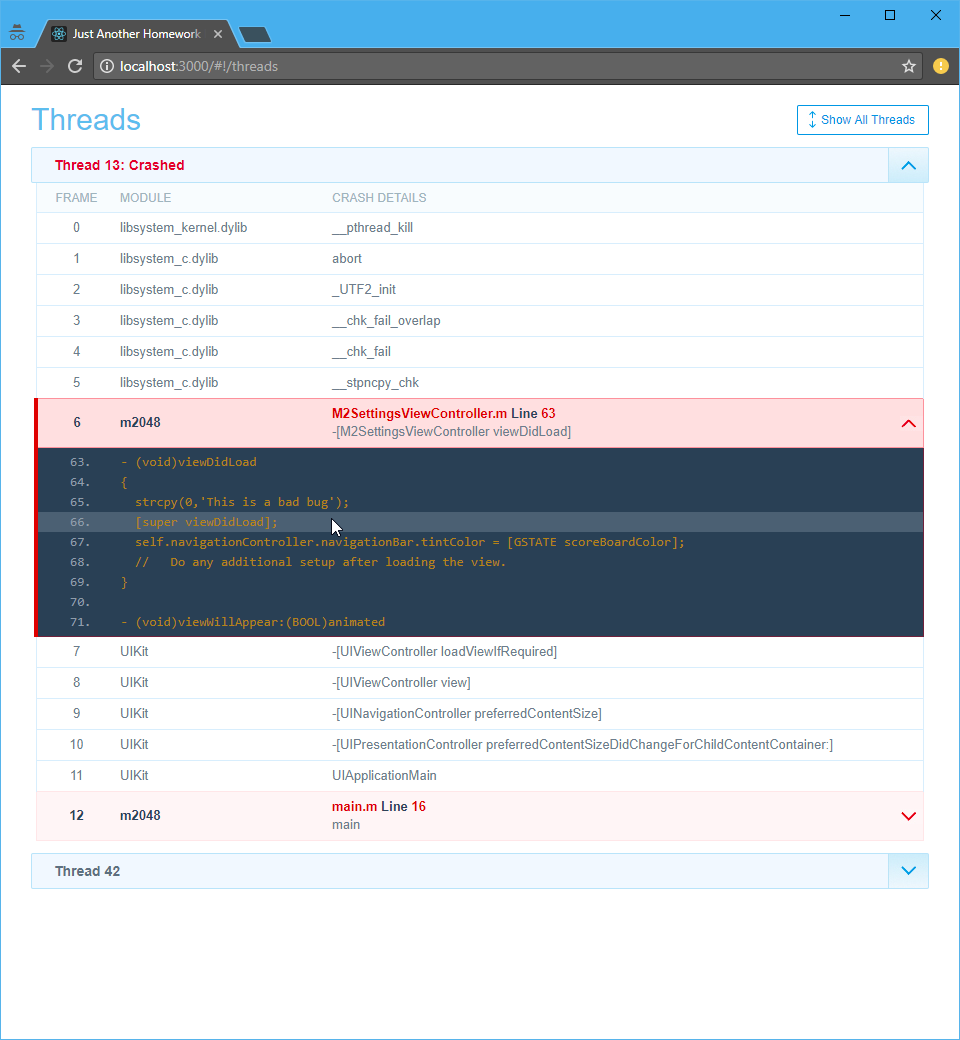 Just Another Homework
localhost:3000/#!/threads
Threads
Show All Threads
Thread 13: Crashed
FRAME MODULE CRASH DETAILS
0 libsystem_kernel.dylib __pthread_kill
1 libsystem_c.dylib abort
2 libsystem_c.dylib _UTF2_init
3 libsystem_c.dylib __chk_fail_overlap
4 libsystem_c.dylib __chk_fail
5 libsystem_c.dylib __stpncpy_chk
6 m2048 M2SettingsViewController.m Line 63
-[M2SettingsViewController viewDidLoad]
63. - (void)viewDidLoad
64. {
65. strcpy(0,'This is a bad bug');
66. [super viewDidLoad];
67. self.navigationController.navigationBar.tintColor = [GSTATE scoreBoardColor];
68. //   Do any additional setup after loading the view.
69. }
70.
71. - (void)viewWillAppear:(BOOL)animated
7 UIKit -[UIViewController loadViewIfRequired]
8 UIKit -[UIViewController view]
9 UIKit -[UINavigationController preferredContentSize]
10 UIKit -[UIPresentationController preferredContentSizeDidChangeForChildContentContainer:]
11 UIKit UIApplicationMain
12 m2048 main.m Line 16
main
Thread 42